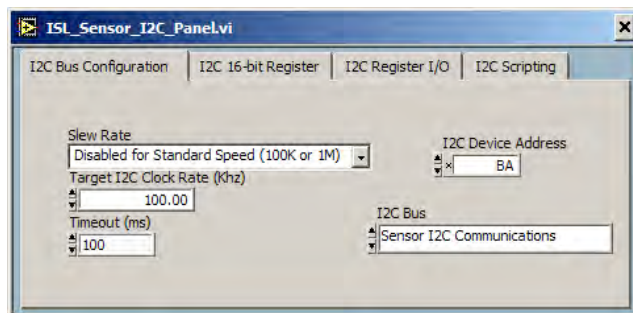 ISL_Sensor_I2C_Panel.vi
I2C Bus Configuration I2C 16-bit Register I2C Register I/O I2C Scripting
Slew Rate
Disabled for Standard Speed (100K or 1M)
I2C Device Address
× BA
Target I2C Clock Rate (Khz)
100.00
Timeout (ms)
100
I2C Bus
Sensor I2C Communications